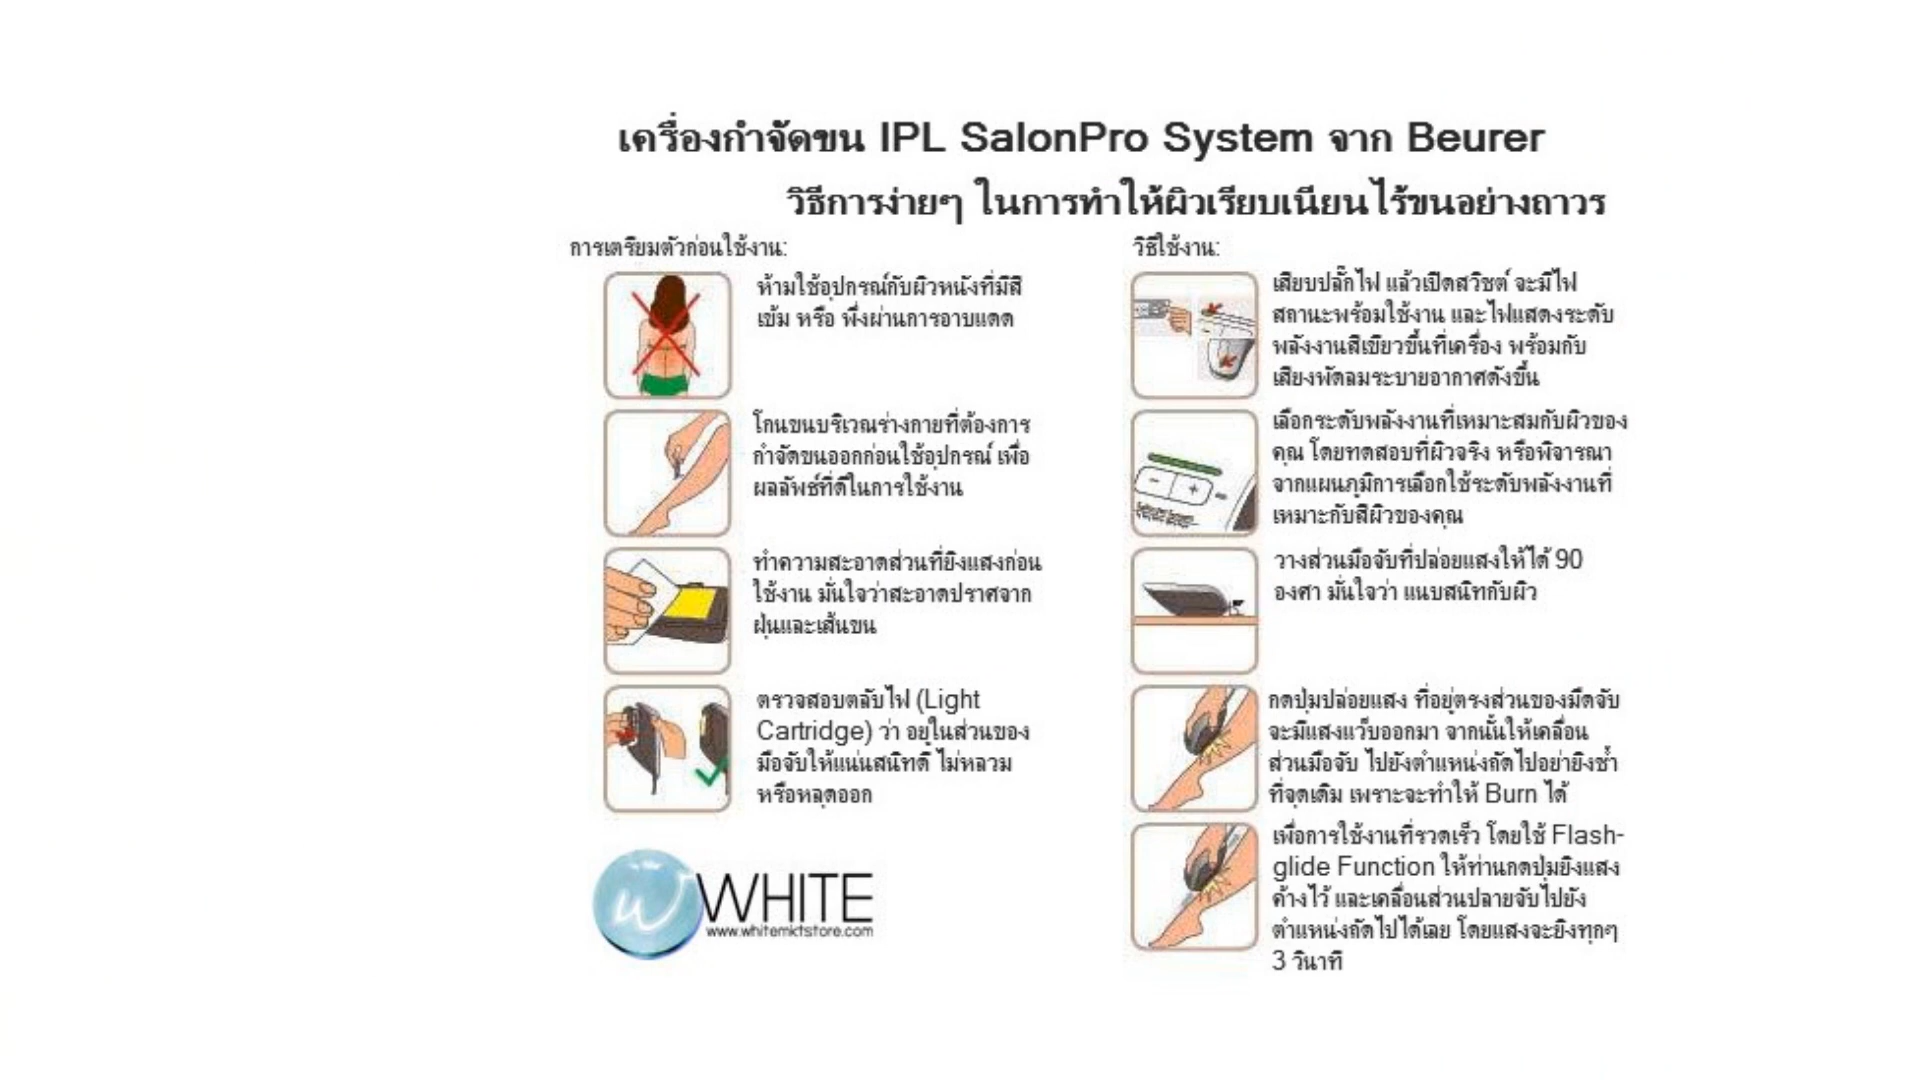 เครื่องกำจัดขน IPL SalonPro System จาก Beurer
วิธีการง่ายๆ ในการทำให้ผิวเรียบเนียนไร้ขนอย่างถาวร
การเตรียมตัวก่อนใช้งาน:
ห้ามใช้อุปกรณ์กับผิวหนังที่มีสี
เข้ม หรือ พึ่งผ่านการอาบแดด
โกนขนบริเวณร่างกายที่ต้องการ
กำจัดขนออกก่อนใช้อุปกรณ์ เพื่อ
ผลลัพธ์ที่ดีในการใช้งาน
ทำความสะอาดส่วนที่ยิงแสงก่อน
ใช้งาน มั่นใจว่าสะอาดปราศจาก
ฝุ่นและเส้นขน
ตรวจสอบตลับไฟ (Light
Cartridge) ว่า อยู่ในส่วนของ
มือจับให้แน่นสนิทดี ไม่หลวม
หรือหลุดออก
WHITE
www.whitemktstore.com
วิธีใช้งาน:
เสียบปลั๊กไฟ แล้วเปิดสวิชต์ จะมีไฟ
สถานะพร้อมใช้งาน และไฟแสดงระดับ
พลังงานสีเขียวขึ้นที่เครื่อง พร้อมกับ
เสียงพัดลมระบายอากาศดังขึ้น
เลือกระดับพลังงานที่เหมาะสมกับผิวของ
คุณ โดยทดสอบที่ผิวจริง หรือพิจารณา
จากแผนภูมิการเลือกใช้ระดับพลังงานที่
เหมาะกับสีผิวของคุณ
วางส่วนมือจับที่ปล่อยแสงให้ได้ 90
องศา มั่นใจว่า แนบสนิทกับผิว
กดปุ่มปล่อยแสง ที่อยู่ตรงส่วนของมืดจับ
จะมีแสงแว็บออกมา จากนั้นให้เคลื่อน
ส่วนมือจับ ไปยังตำแหน่งถัดไปอย่ายิงซ้ำ
ที่จุดเดิม เพราะจะทำให้ Burn ได้
เพื่อการใช้งานที่รวดเร็ว โดยใช้ Flash-
glide Function ให้ท่านกดปุ่มยิงแสง
ค้างไว้ และเคลื่อนส่วนปลายจับไปยัง
ตำแหน่งถัดไปได้เลย โดยแสงจะยิงทุกๆ
3 วินาที